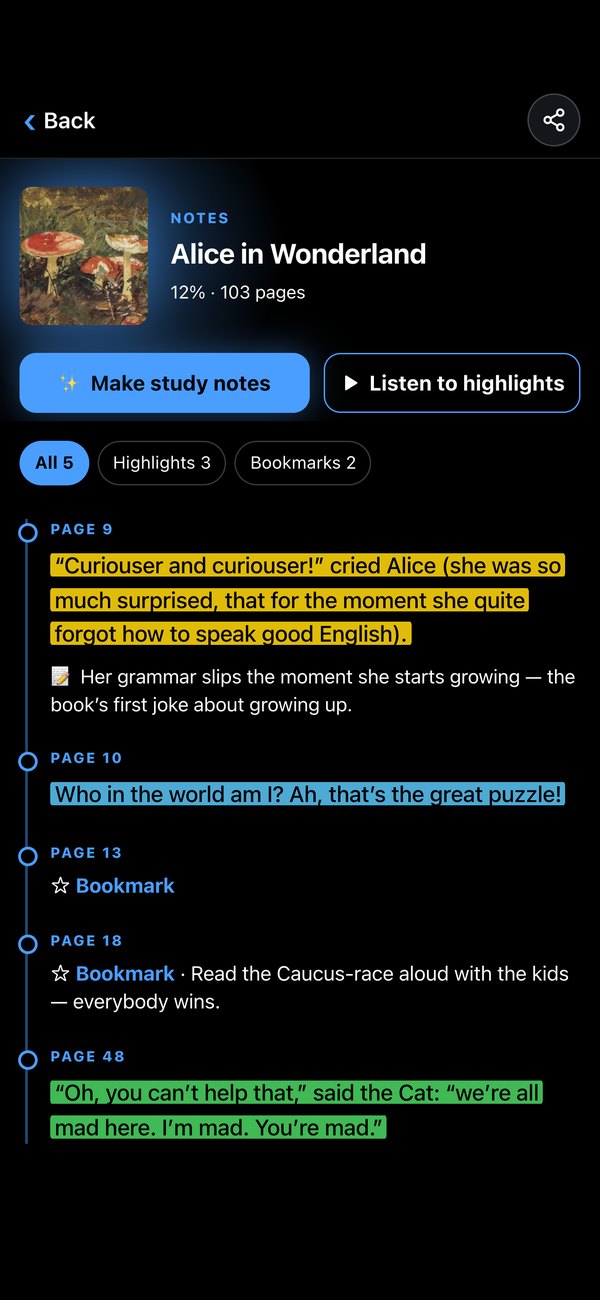 Back
NOTES
Alice in Wonderland
12% · 103 pages
✨ Make study notes
Listen to highlights
All 5
Highlights 3
Bookmarks 2
PAGE 9
“Curiouser and curiouser!” cried Alice (she was so
much surprised, that for the moment she quite
forgot how to speak good English).
📝 Her grammar slips the moment she starts growing — the
book’s first joke about growing up.
PAGE 10
Who in the world am I? Ah, that’s the great puzzle!
PAGE 13
☆ Bookmark
PAGE 18
☆ Bookmark · Read the Caucus-race aloud with the kids
— everybody wins.
PAGE 48
“Oh, you can’t help that,” said the Cat: “we’re all
mad here. I’m mad. You’re mad.”